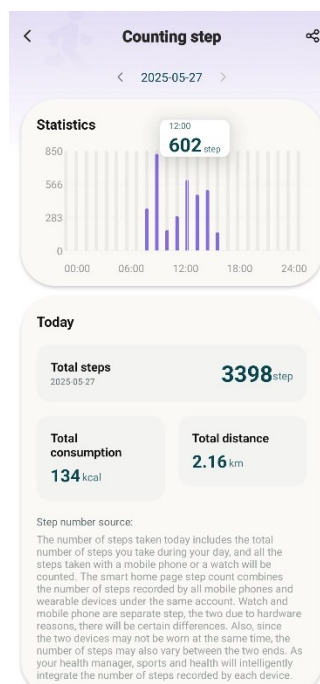 Counting step
2025-05-27
Statistics
12:00
602 step
850
566
283
0
00:00 06:00 12:00 18:00 24:00
Today
Total steps
2025-05-27
3398 step
Total
consumption
134 kcal
Total distance
2.16 km
Step number source:
The number of steps taken today includes the total
number of steps you take during your day, and all the
steps taken with a mobile phone or a watch will be
counted. The smart home page step count combines
the number of steps recorded by all mobile phones and
wearable devices under the same account. Watch and
mobile phone are separate step, the two due to hardware
reasons, there will be certain differences. Also, since
the two devices may not be worn at the same time, the
number of steps may also vary between the two ends. As
your health manager, sports and health will intelligently
integrate the number of steps recorded by each device.